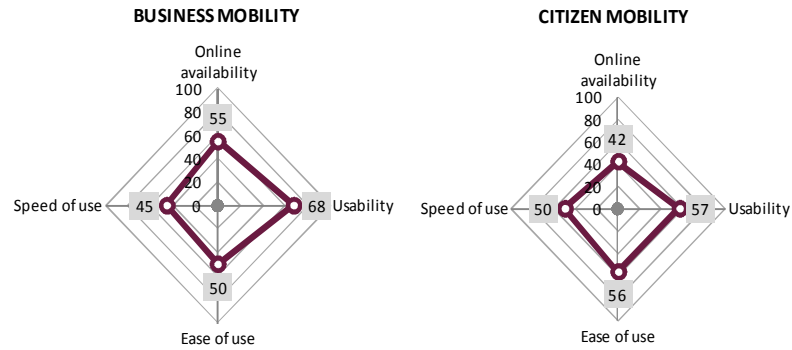 BUSINESS MOBILITY
Online
availability
100
80
60
40
20
0
55
Speed of use
45
68
Usability
50
Ease of use
CITIZEN MOBILITY
Online
availability
100
80
60
40
20
0
42
Speed of use
50
57
Usability
56
Ease of use